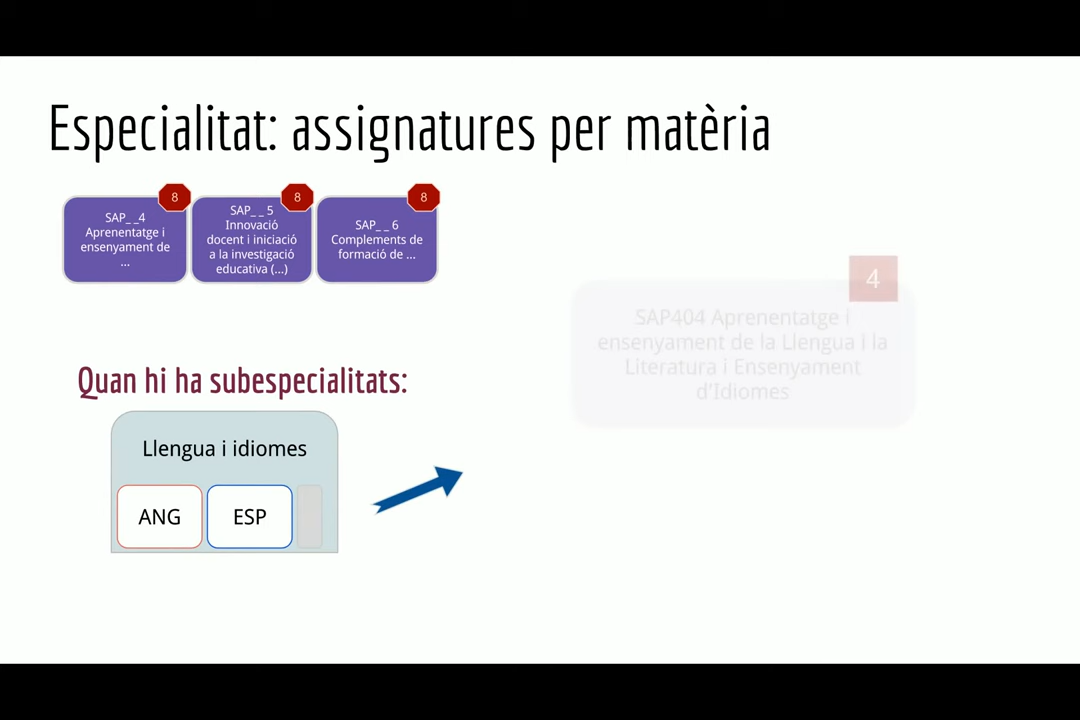 Especialitat: assignatures per matèria
8
SAP_ _4
Aprenentatge i
ensenyament de
...
8
SAP_ _ 5
Innovació
docent i iniciació
a la investigació
educativa (...)
8
SAP_ _ 6
Complements de
formació de ...
4
SAP404 Aprenentatge i
ensenyament de la Llengua i la
Literatura i Ensenyament
d'Idiomes
Quan hi ha subespecialitats:
Llengua i idiomes
ANG
ESP